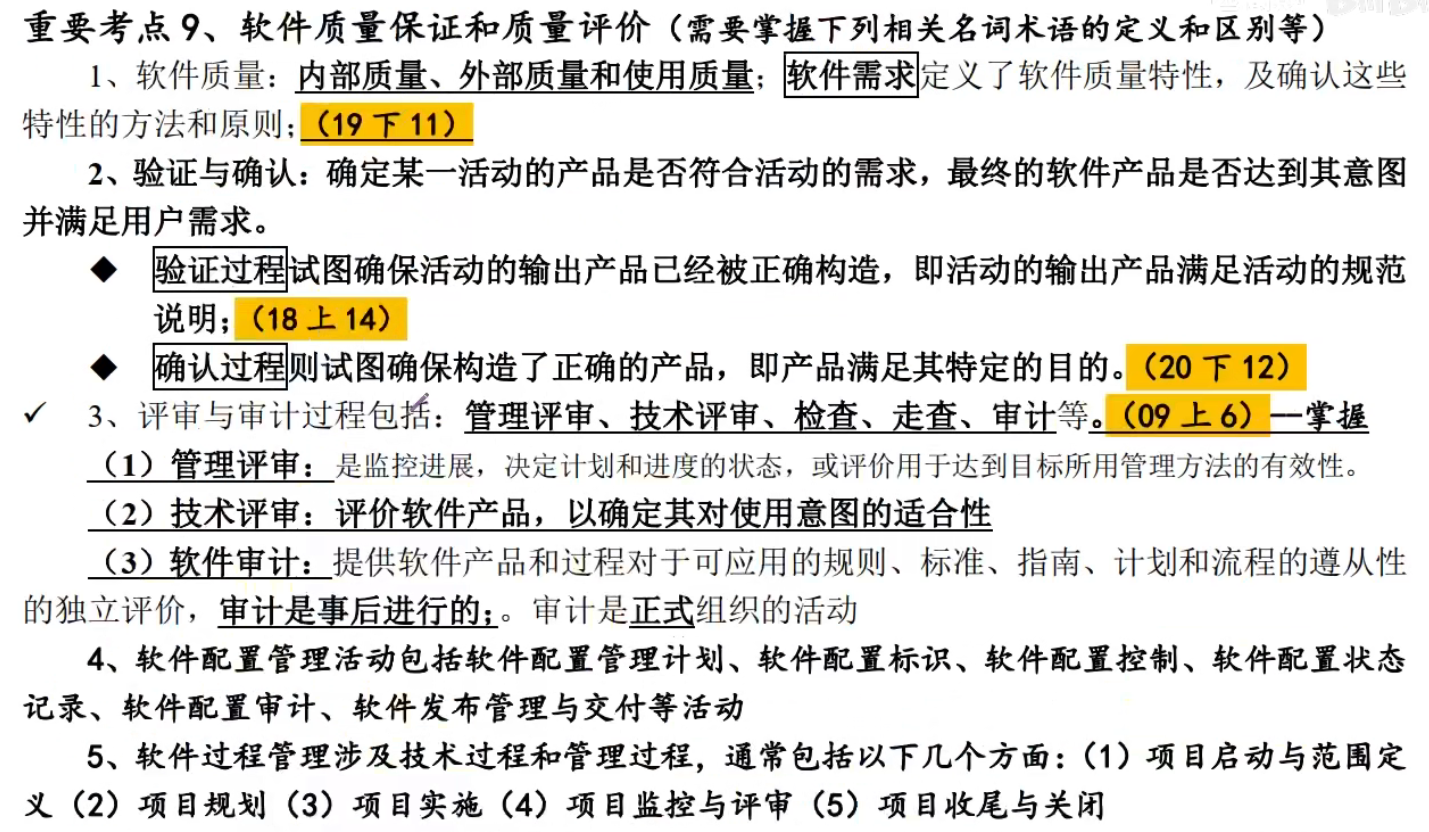 重要考点 9、软件质量保证和质量评价（需要掌握下列相关名词术语的定义和区别等）
1、软件质量：内部质量、外部质量和使用质量；软件需求定义了软件质量特性，及确认这些
特性的方法和原则；（19 下 11）
2、验证与确认：确定某一活动的产品是否符合活动的需求，最终的软件产品是否达到其意图
并满足用户需求。
◆ 验证过程试图确保活动的输出产品已经被正确构造，即活动的输出产品满足活动的规范
说明；（18 上 14）
◆ 确认过程则试图确保构造了正确的产品，即产品满足其特定的目的。（20 下 12）
✓ 3、评审与审计过程包括：管理评审、技术评审、检查、走查、审计等。（09 上 6）—掌握
（1）管理评审：是监控进展，决定计划和进度的状态，或评价用于达到目标所用管理方法的有效性。
（2）技术评审：评价软件产品，以确定其对使用意图的适合性
（3）软件审计：提供软件产品和过程对于可应用的规则、标准、指南、计划和流程的遵从性
的独立评价，审计是事后进行的；。审计是正式组织的活动
4、软件配置管理活动包括软件配置管理计划、软件配置标识、软件配置控制、软件配置状态
记录、软件配置审计、软件发布管理与交付等活动
5、软件过程管理涉及技术过程和管理过程，通常包括以下几个方面：（1）项目启动与范围定
义（2）项目规划（3）项目实施（4）项目监控与评审（5）项目收尾与关闭